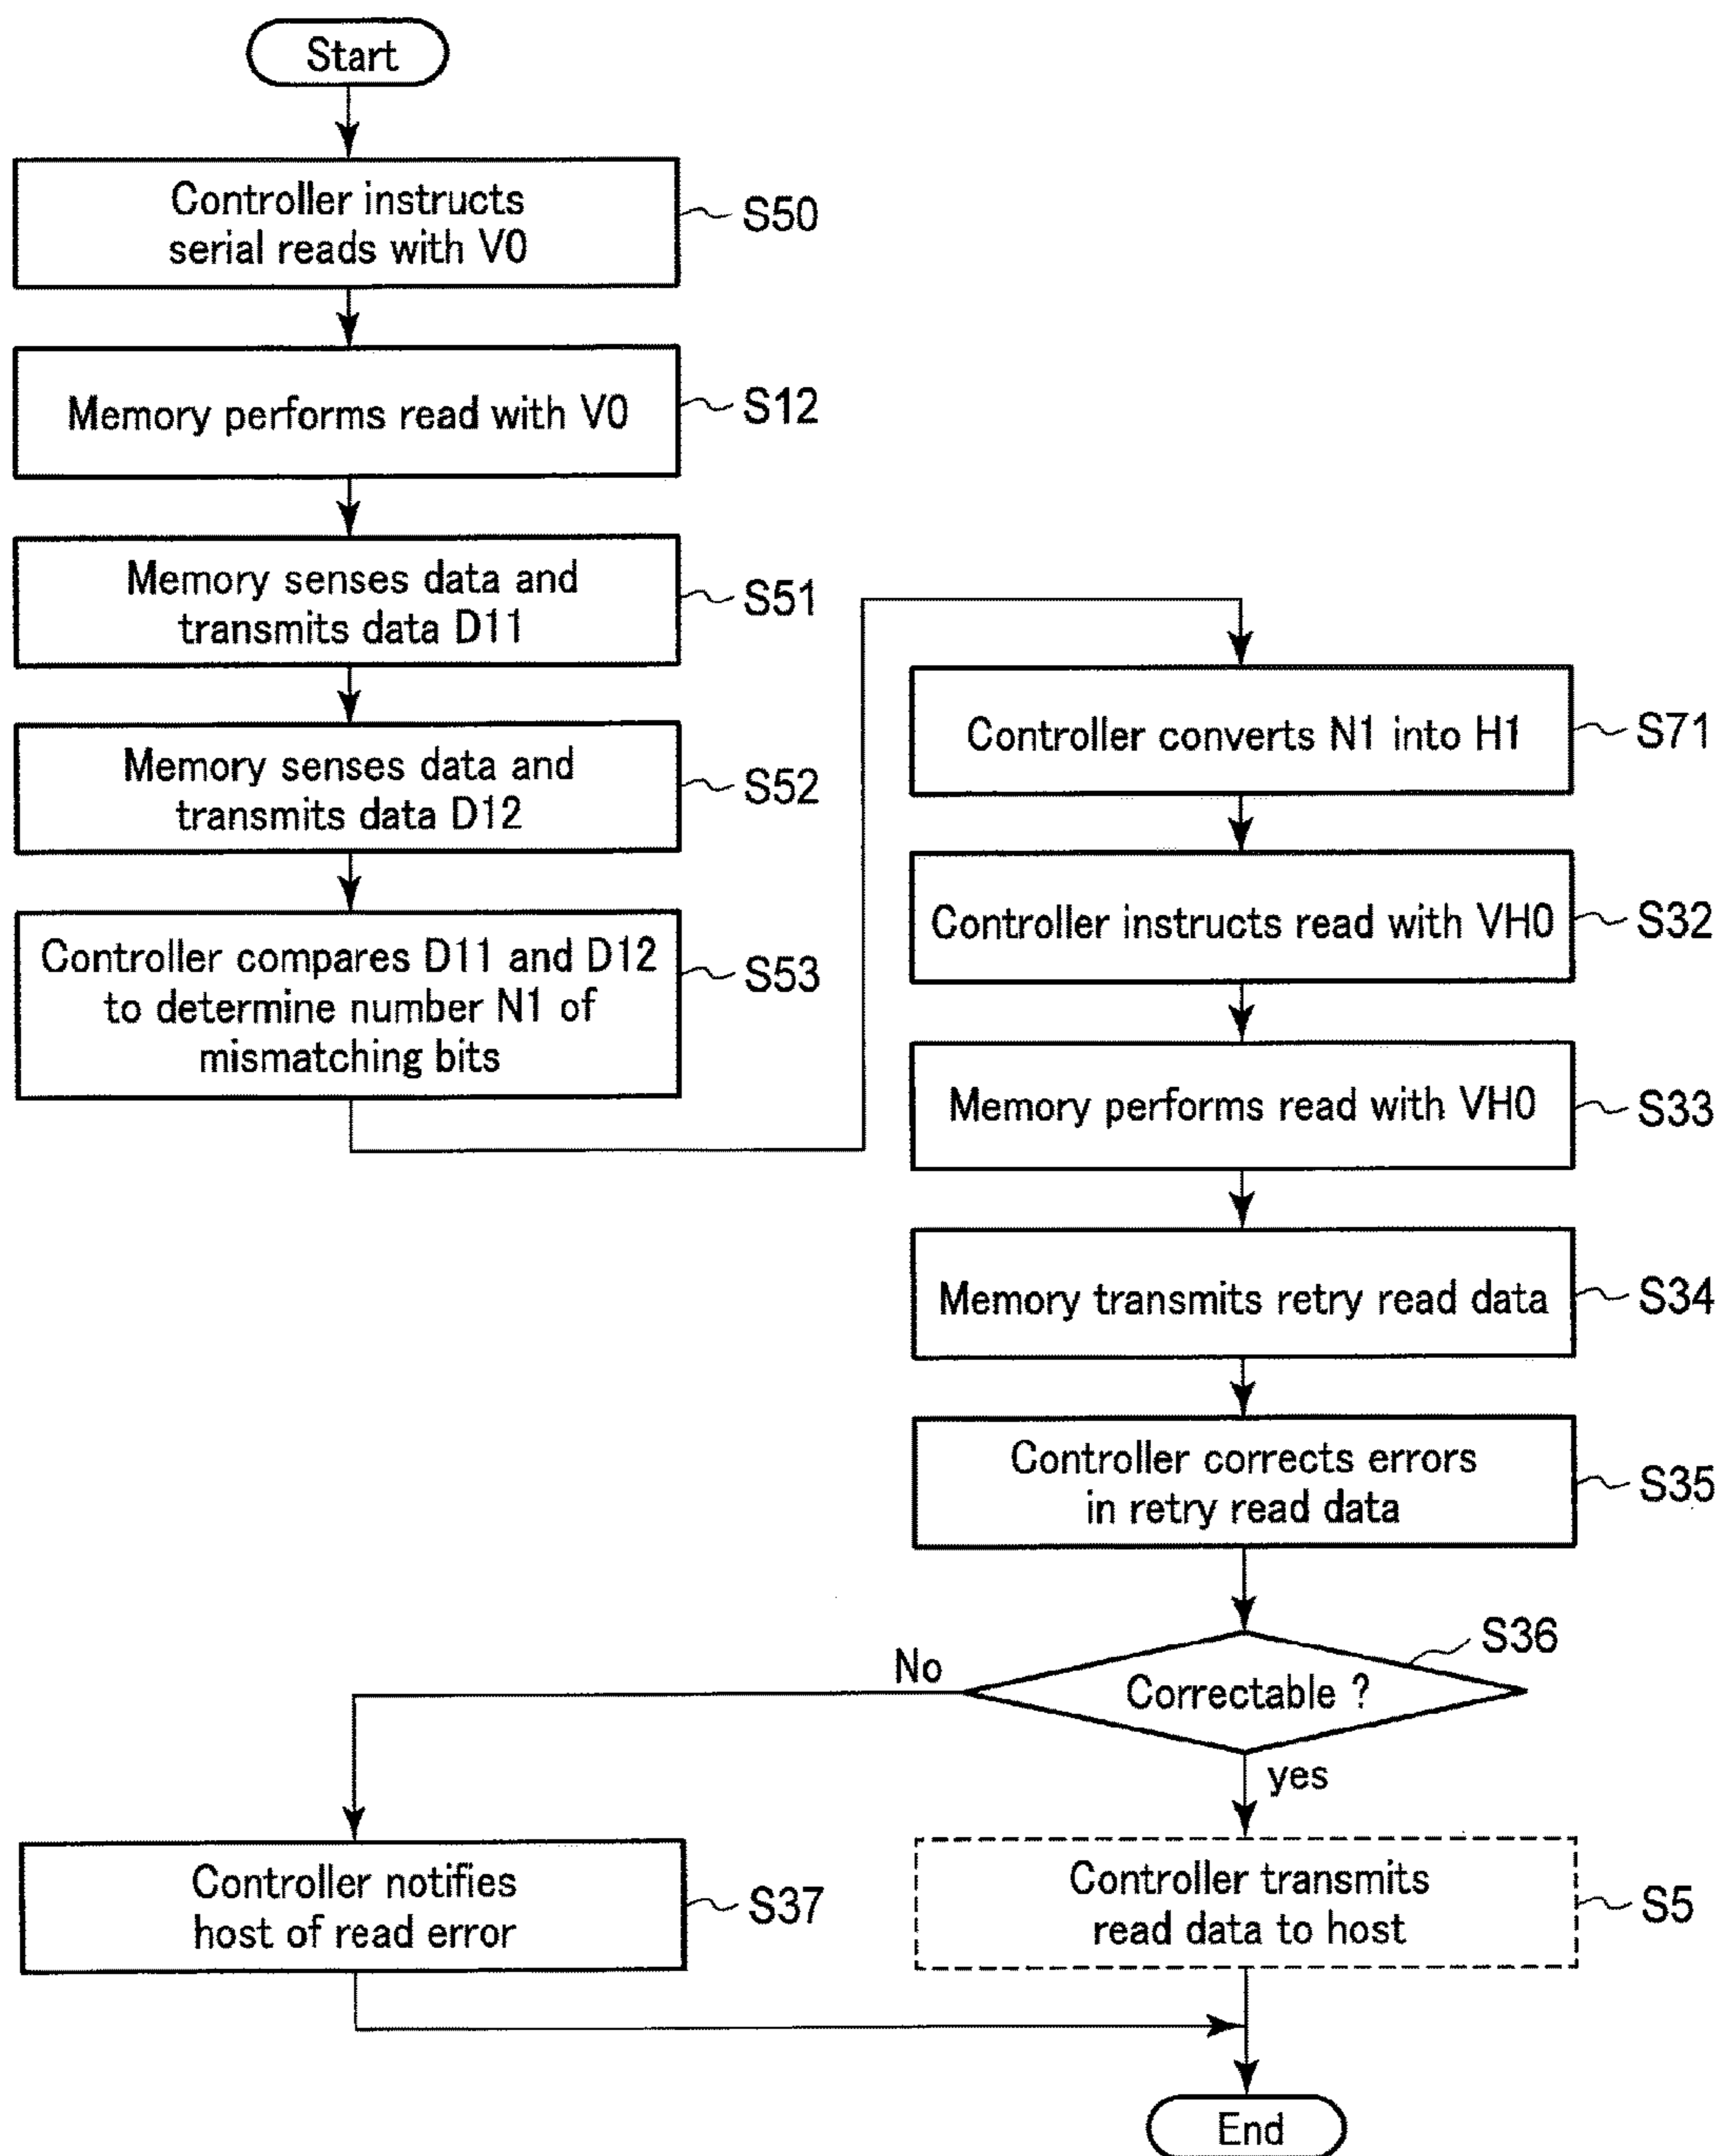 Start
Controller instructs
serial reads with V0
S50
Memory performs read with V0
S12
Memory senses data and
transmits data D11
S51
Memory senses data and
transmits data D12
S52
Controller compares D11 and D12
to determine number N1 of
mismatching bits
S53
Controller converts N1 into H1
S71
Controller instructs read with VH0
S32
Memory performs read with VH0
S33
Memory transmits retry read data
S34
Controller corrects errors
in retry read data
S35
Correctable ?
S36
No
yes
Controller notifies
host of read error
S37
Controller transmits
read data to host
S5
End